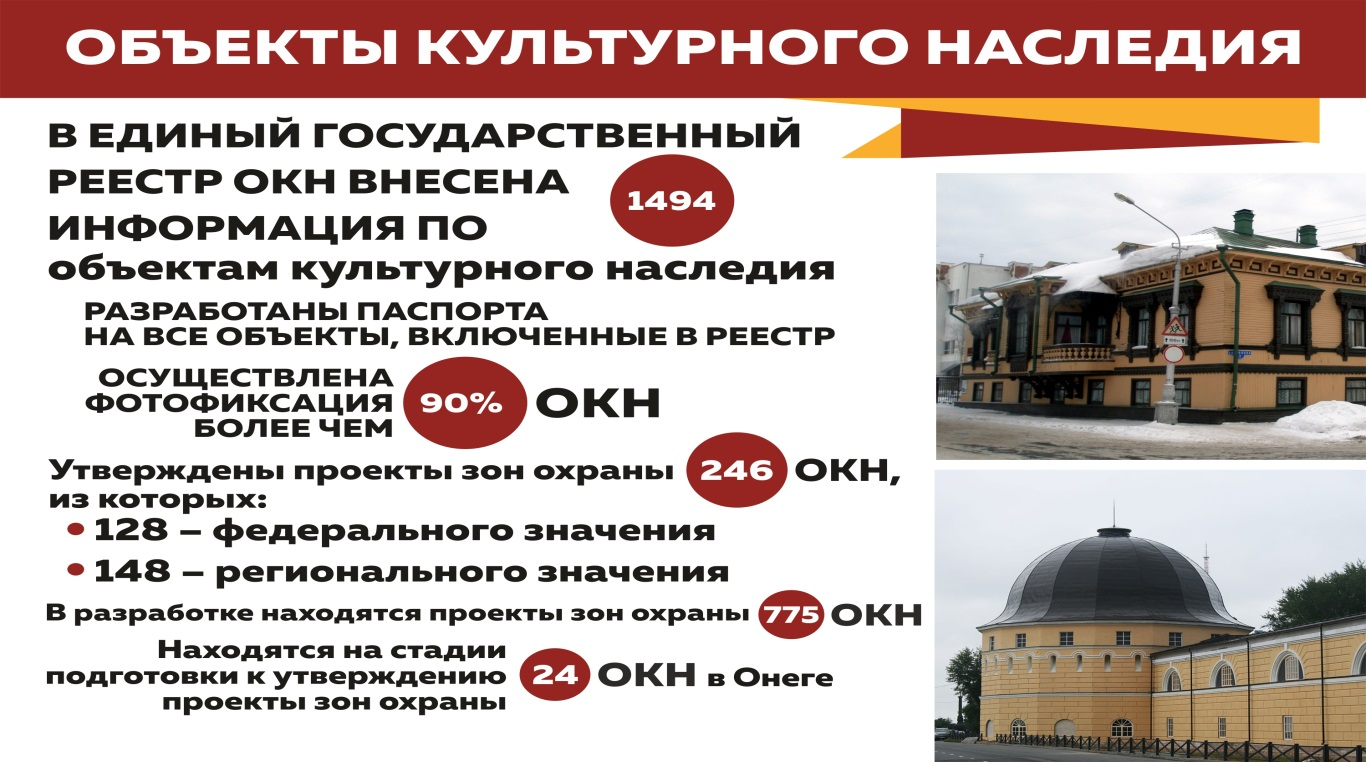 ОБЪЕКТЫ КУЛЬТУРНОГО НАСЛЕДИЯ
В ЕДИНЫЙ ГОСУДАРСТВЕННЫЙ
РЕЕСТР ОКН ВНЕСЕНА
ИНФОРМАЦИЯ ПО
1494
объектам культурного наследия
РАЗРАБОТАНЫ ПАСПОРТА
НА ВСЕ ОБЪЕКТЫ, ВКЛЮЧЕННЫЕ В РЕЕСТР
ОСУЩЕСТВЛЕНА
ФОТОФИКСАЦИЯ
БОЛЕЕ ЧЕМ
90% ОКН
Утверждены проекты зон охраны 246 ОКН,
из которых:
• 128 – федерального значения
• 148 – регионального значения
В разработке находятся проекты зон охраны 775 ОКН
Находятся на стадии
подготовки к утверждению
проекты зон охраны
24 ОКН в Онеге